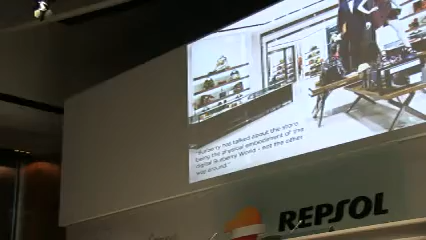 "Burberry has talked about the store
being the physical embodiment of the
digital Burberry World - not the other
way around."
REPSOL